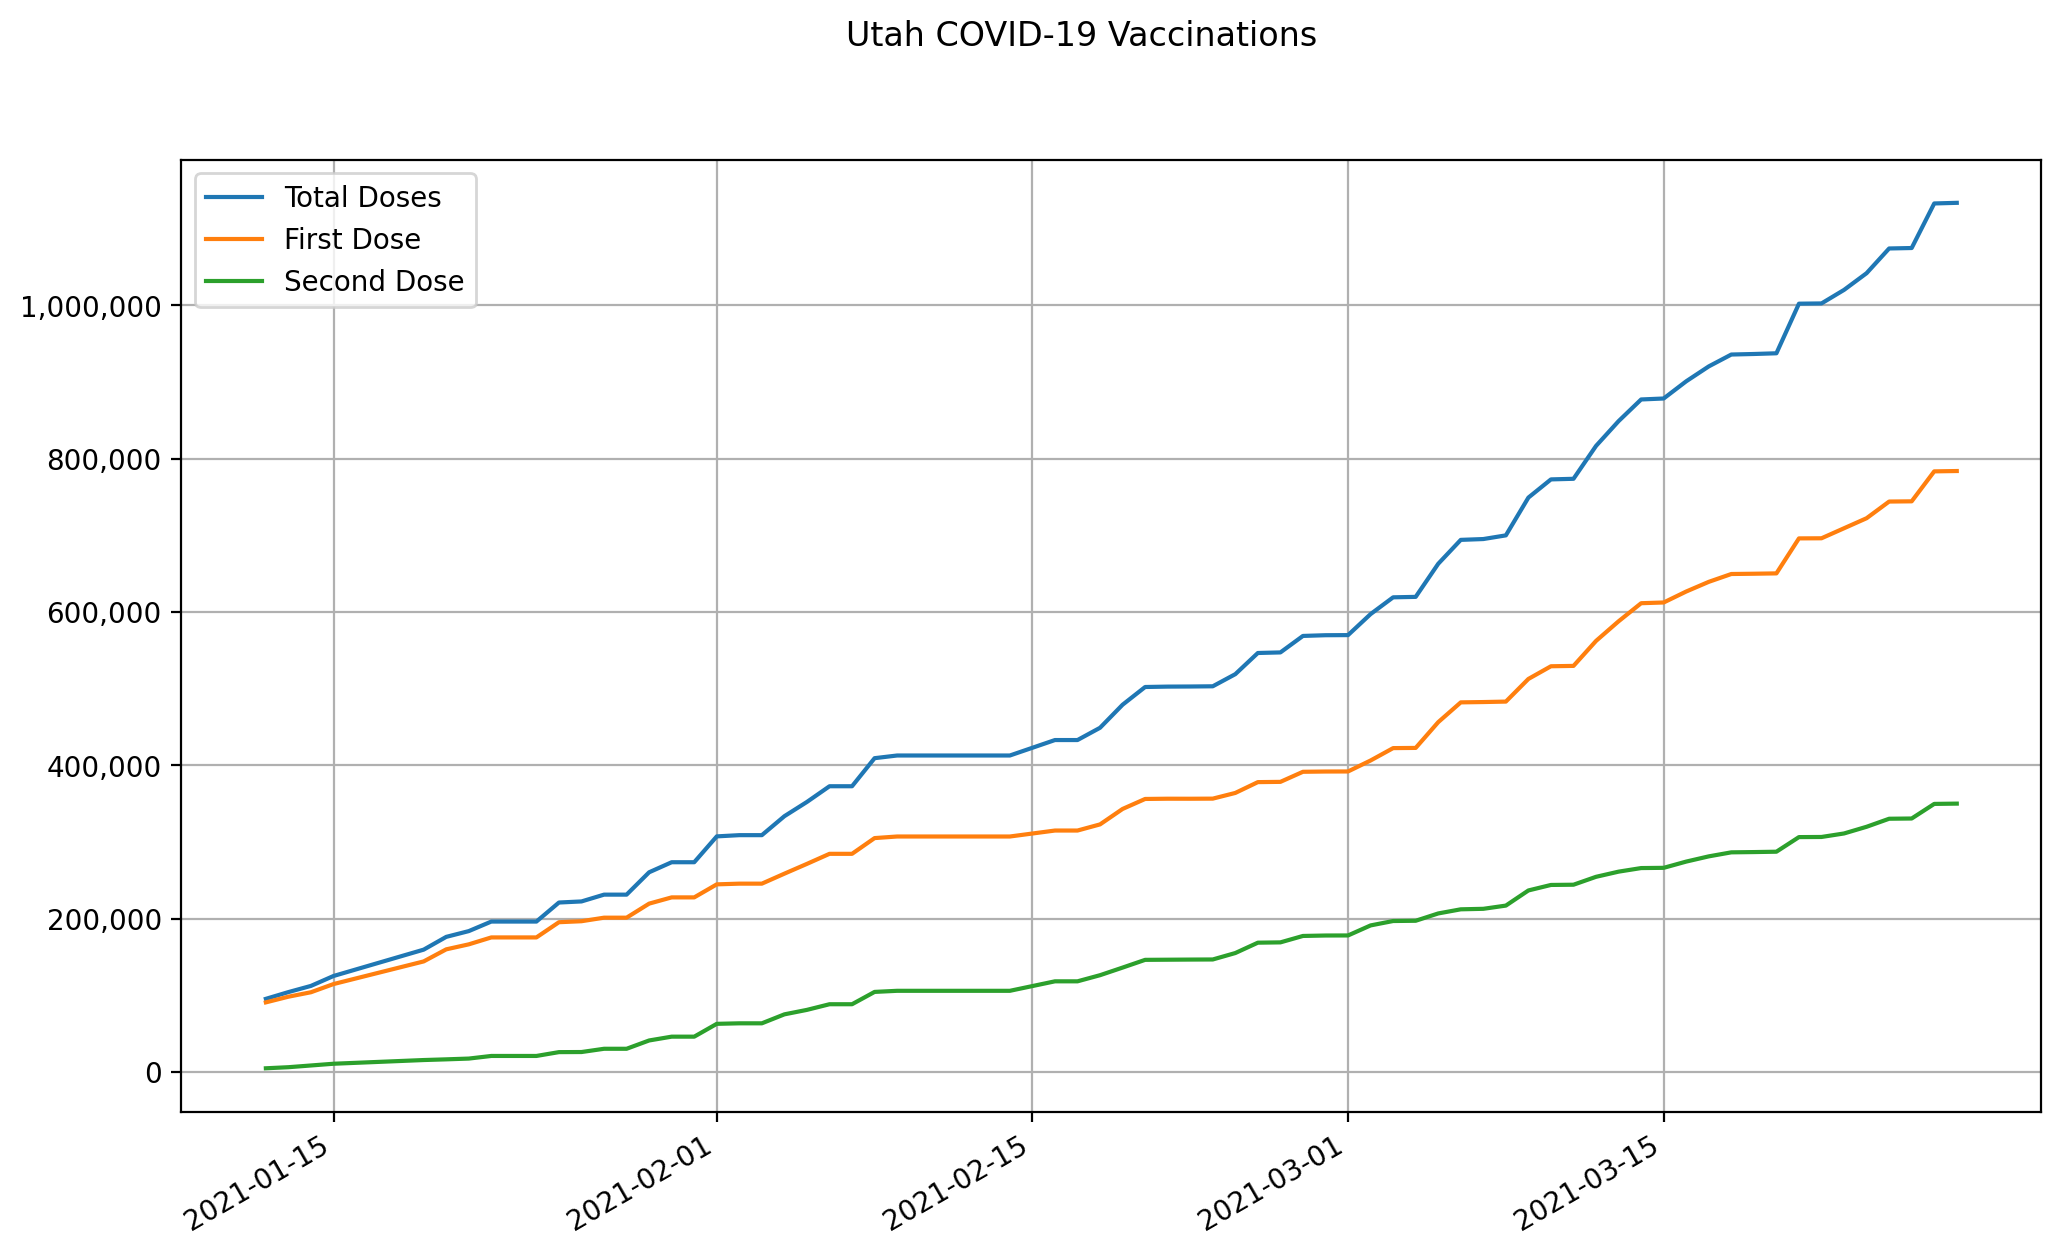 Utah COVID-19 Vaccinations
Total Doses
First Dose
Second Dose
1,000,000
800,000
600,000
400,000
200,000
0
2021-01-15
2021-02-01
2021-02-15
2021-03-01
2021-03-15